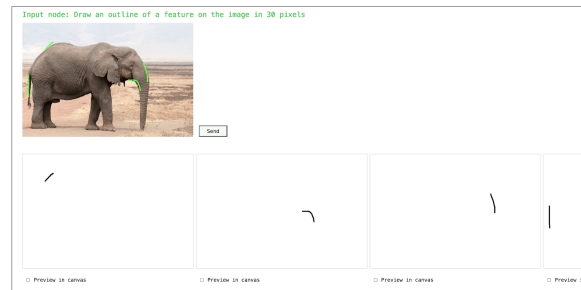 Input node: Draw an outline of a feature on the image in 30 pixels
Send
Preview in canvas
Preview in canvas
Preview in canvas
Preview